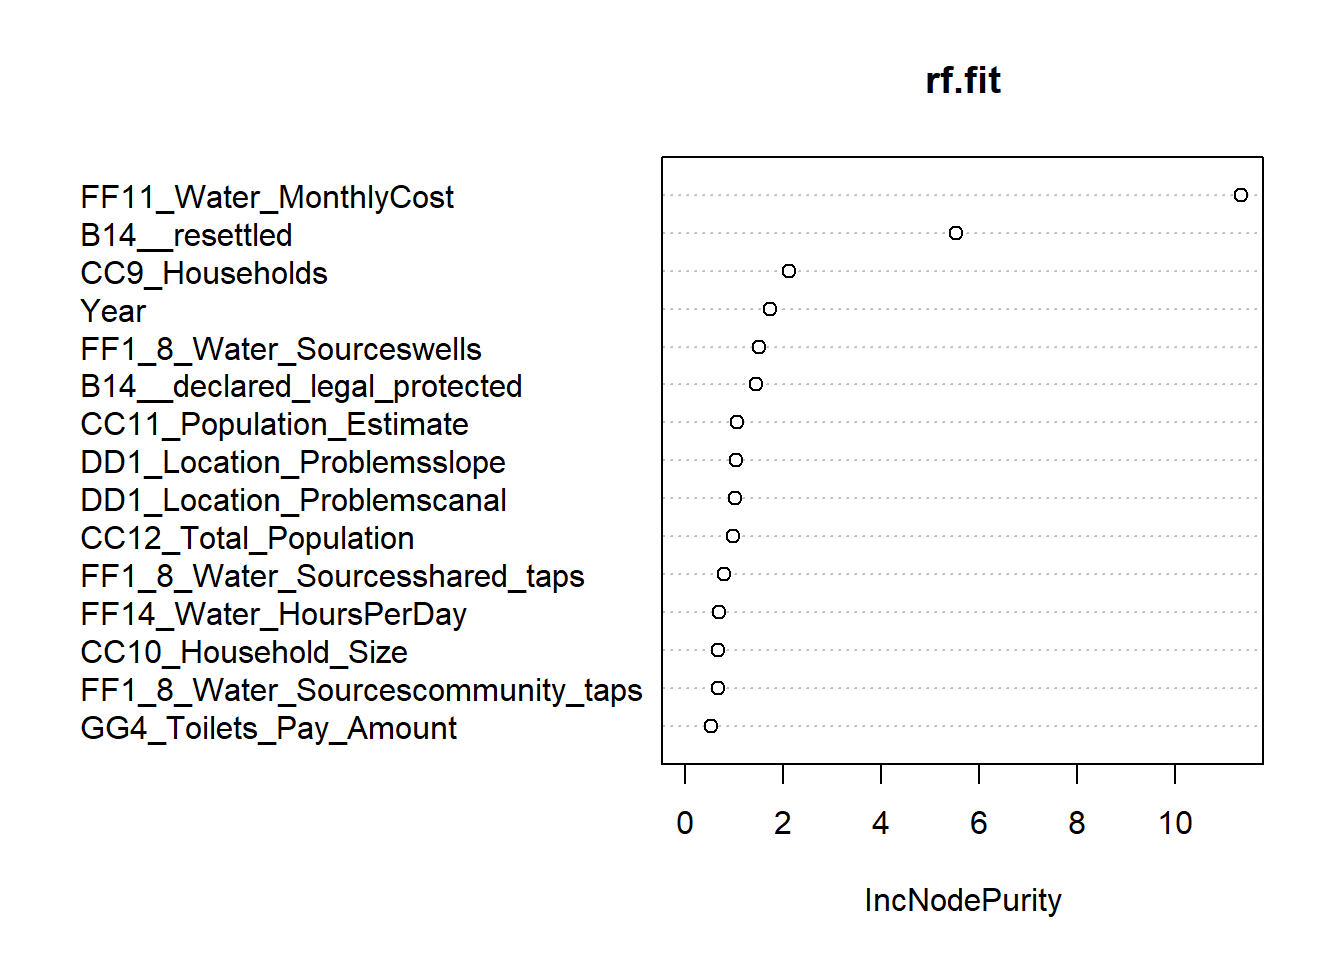 rf.fit
FF11_Water_MonthlyCost
B14__resettled
CC9_Households
Year
FF1_8_Water_Sourceswells
B14__declared_legal_protected
CC11_Population_Estimate
DD1_Location_Problemsslope
DD1_Location_Problemscanal
CC12_Total_Population
FF1_8_Water_Sourcesshared_taps
FF14_Water_HoursPerDay
CC10_Household_Size
FF1_8_Water_Sourcescommunity_taps
GG4_Toilets_Pay_Amount
0 2 4 6 8 10
IncNodePurity